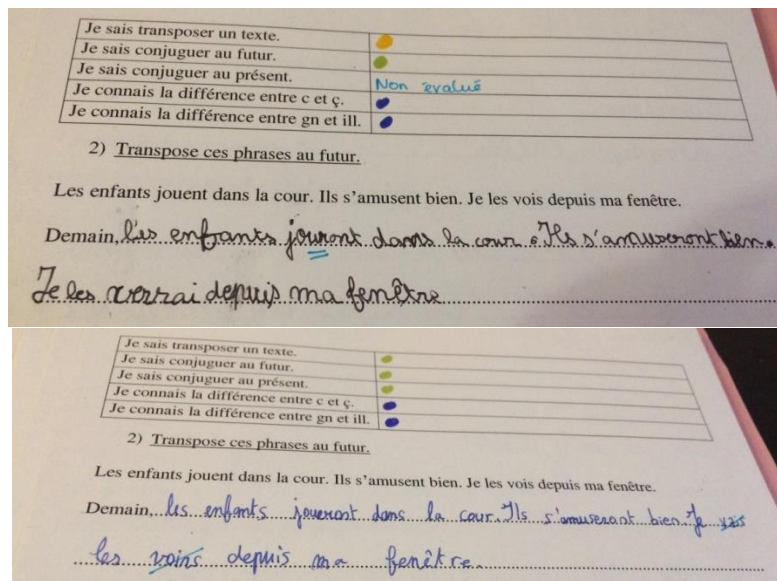 Je sais transposer un texte.
Je sais conjuguer au futur.
Je sais conjuguer au présent. Non évalué
Je connais la différence entre c et ç.
Je connais la différence entre gn et ill.
2) Transpose ces phrases au futur.
Les enfants jouent dans la cour. Ils s'amusent bien. Je les vois depuis ma fenêtre.
Demain, les enfants jouront dans la cour. Ils s'amuseront bien.
Je les verrai depuis ma fenêtre
Je sais transposer un texte.
Je sais conjuguer au futur.
Je sais conjuguer au présent.
Je connais la différence entre c et ç.
Je connais la différence entre gn et ill.
2) Transpose ces phrases au futur.
Les enfants jouent dans la cour. Ils s'amusent bien. Je les vois depuis ma fenêtre.
Demain, les enfants joueront dans la cour. Ils s'amuseront bien. Je vais
les voirs depuis ma fenêtre.